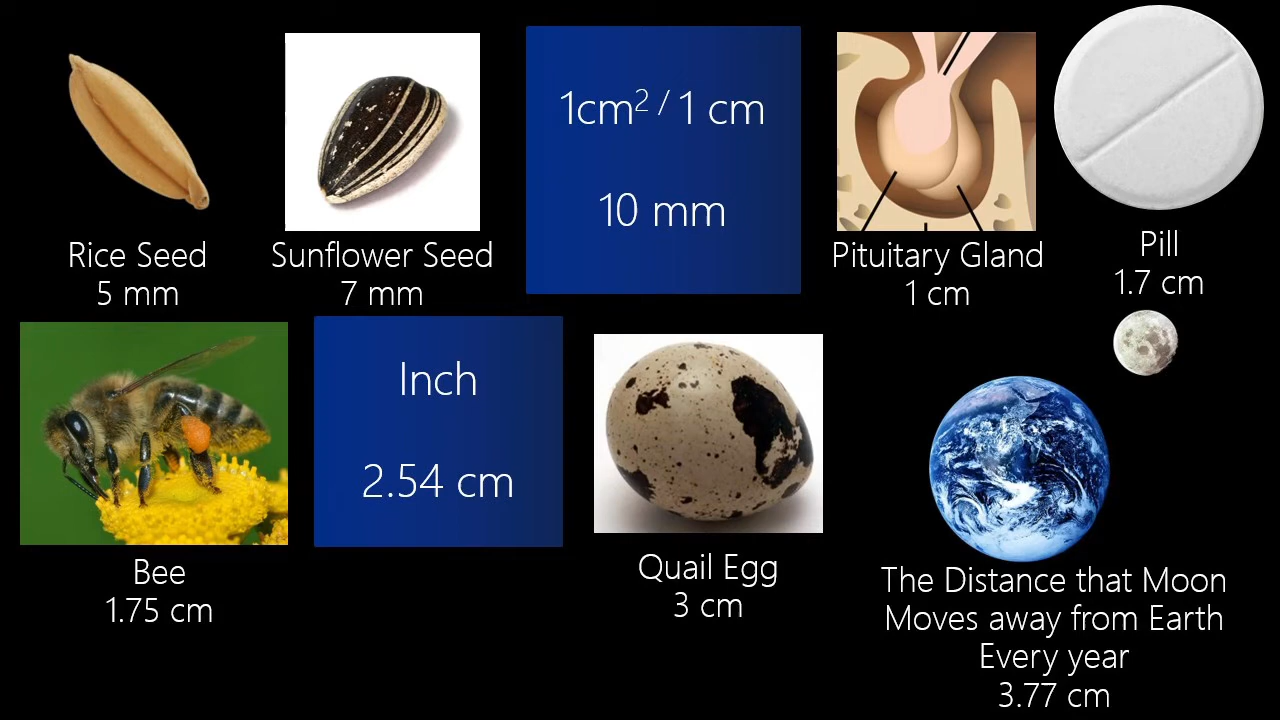 Rice Seed
5 mm
Sunflower Seed
7 mm
1cm² / 1 cm
10 mm
Pituitary Gland
1 cm
Pill
1.7 cm
Bee
1.75 cm
Inch
2.54 cm
Quail Egg
3 cm
The Distance that Moon
Moves away from Earth
Every year
3.77 cm